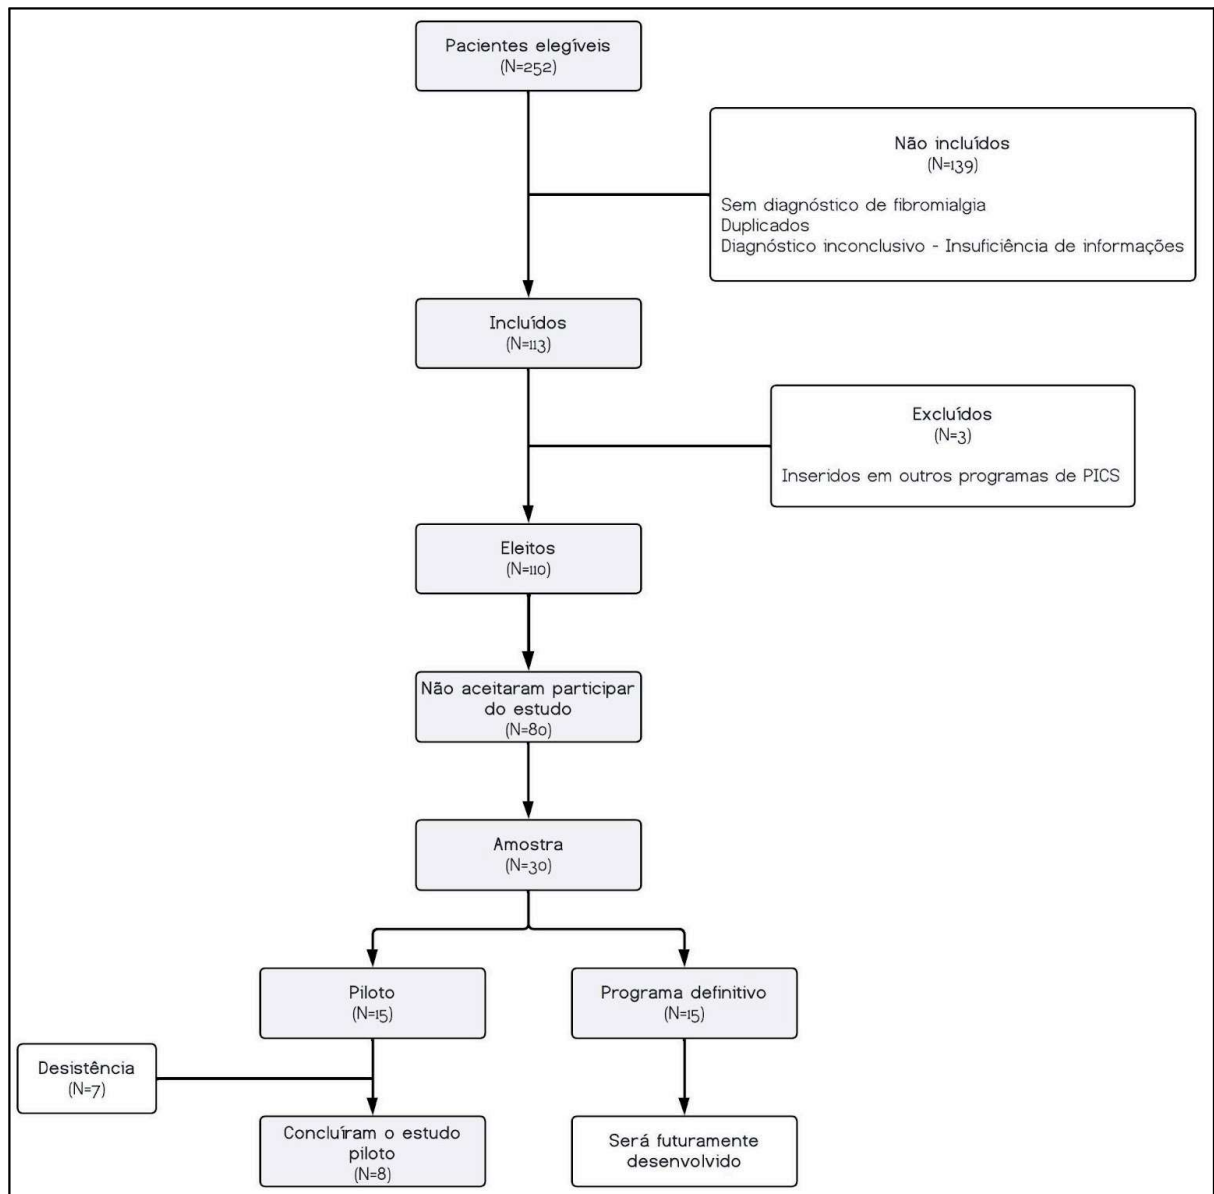 Pacientes elegíveis
(N=252)
Não incluídos
(N=139)
Sem diagnóstico de fibromialgia
Duplicados
Diagnóstico inconclusivo - Insuficiência de informações
Incluídos
(N=113)
Excluídos
(N=3)
Inseridos em outros programas de PICS
Eleitos
(N=110)
Não aceitaram participar
do estudo
(N=80)
Amostra
(N=30)
Piloto
(N=15)
Programa definitivo
(N=15)
Desistência
(N=7)
Concluíram o estudo
piloto
(N=8)
Será futuramente
desenvolvido